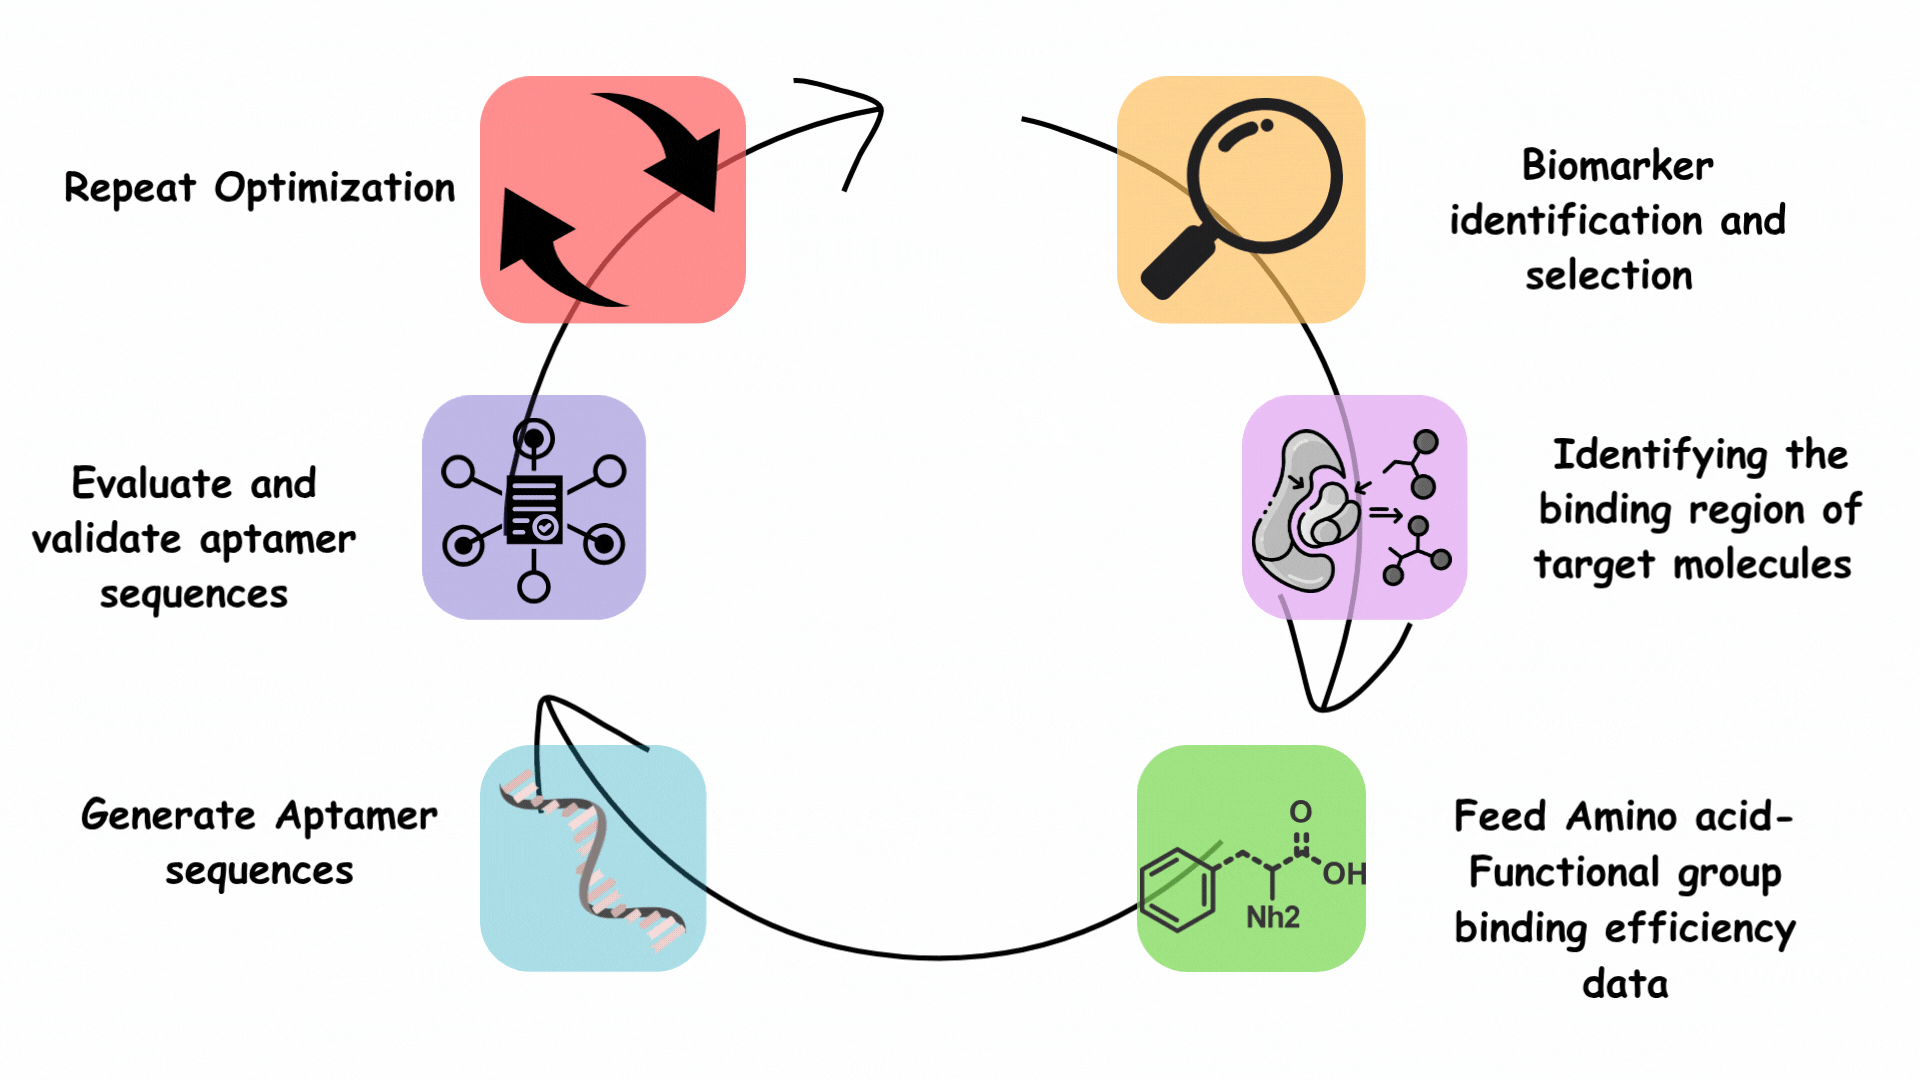 Repeat Optimization
Biomarker
identification and
selection
Evaluate and
validate aptamer
sequences
Identifying the
binding region of
target molecules
Generate Aptamer
sequences
O
OH
Nh2
Feed Amino acid-
Functional group
binding efficiency
data